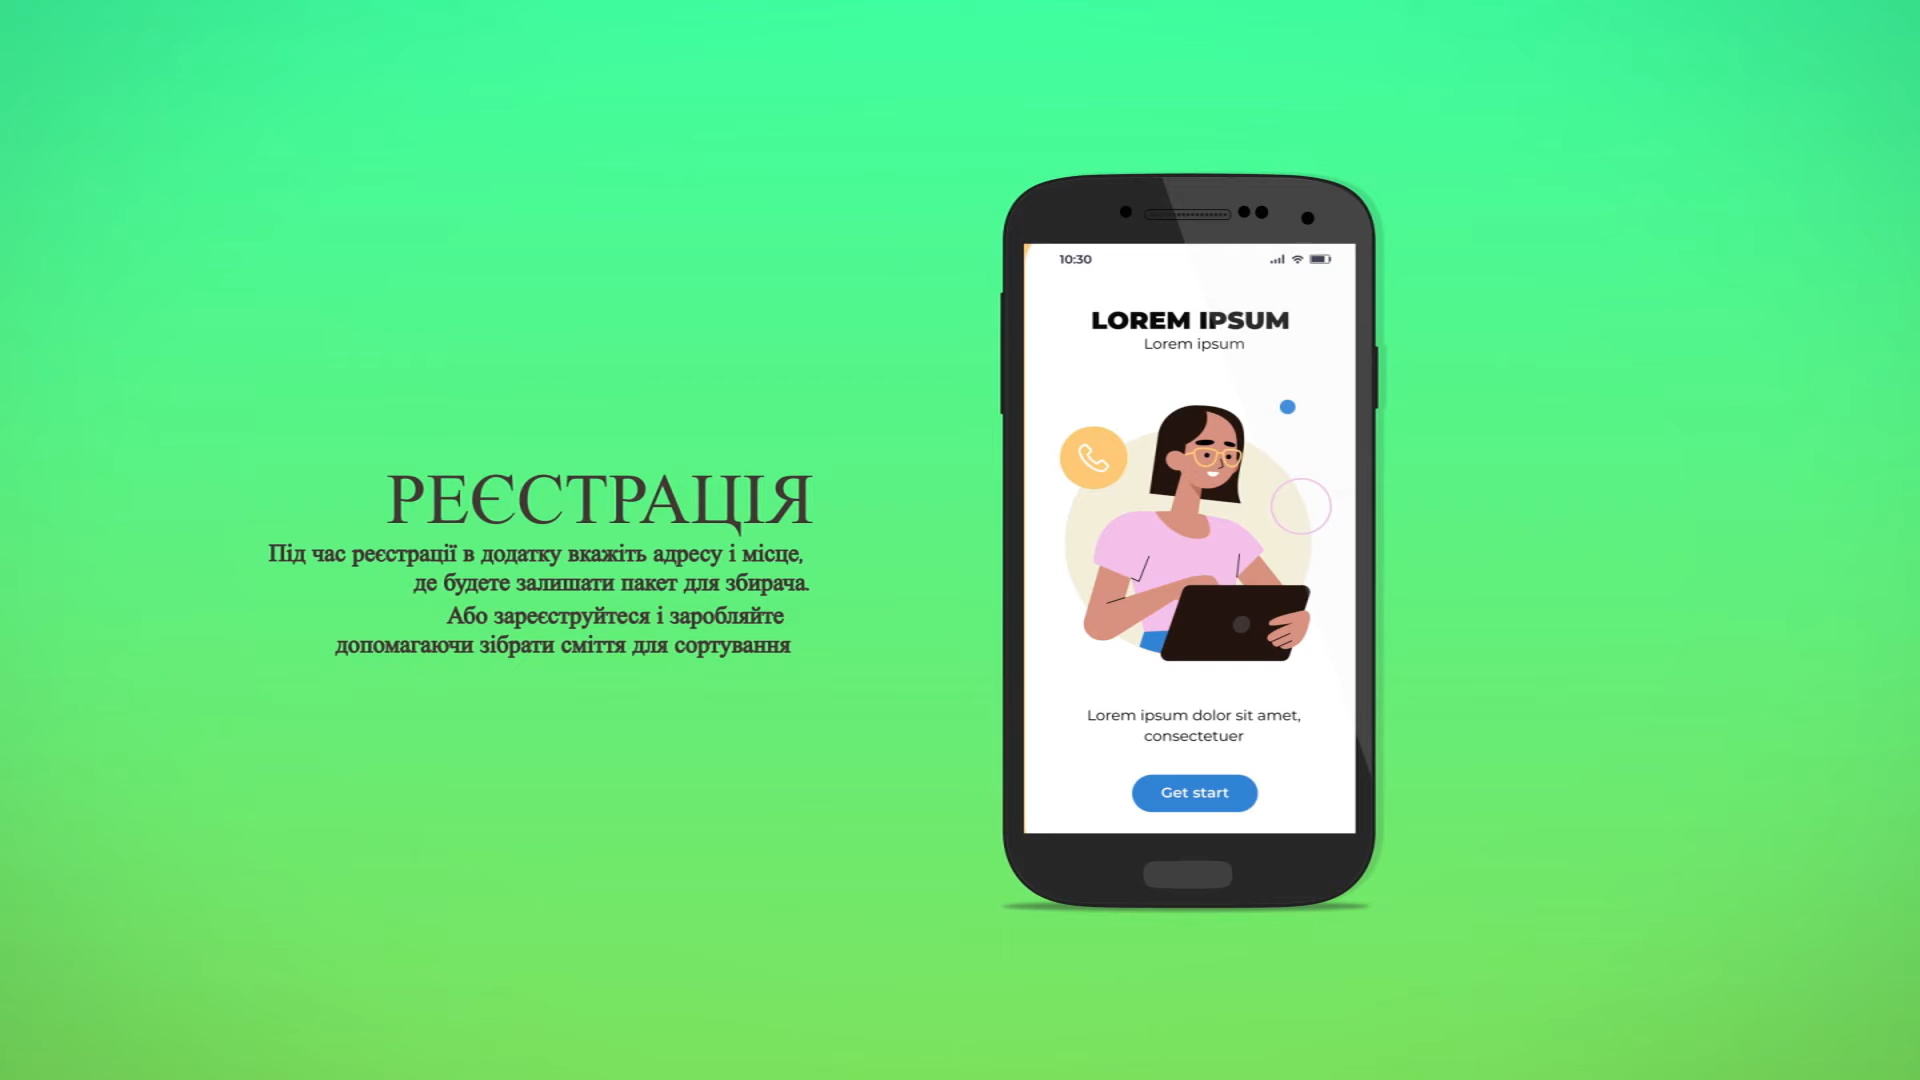 РЕЄСТРАЦІЯ
Під час реєстрації в додатку вкажіть адресу і місце,
де будете залишати пакет для збирача.
Або зареєструйтеся і заробляйте
допомагаючи зібрати сміття для сортування
10:30
LOREM IPSUM
Lorem ipsum
Lorem ipsum dolor sit amet,
consectetuer
Get start